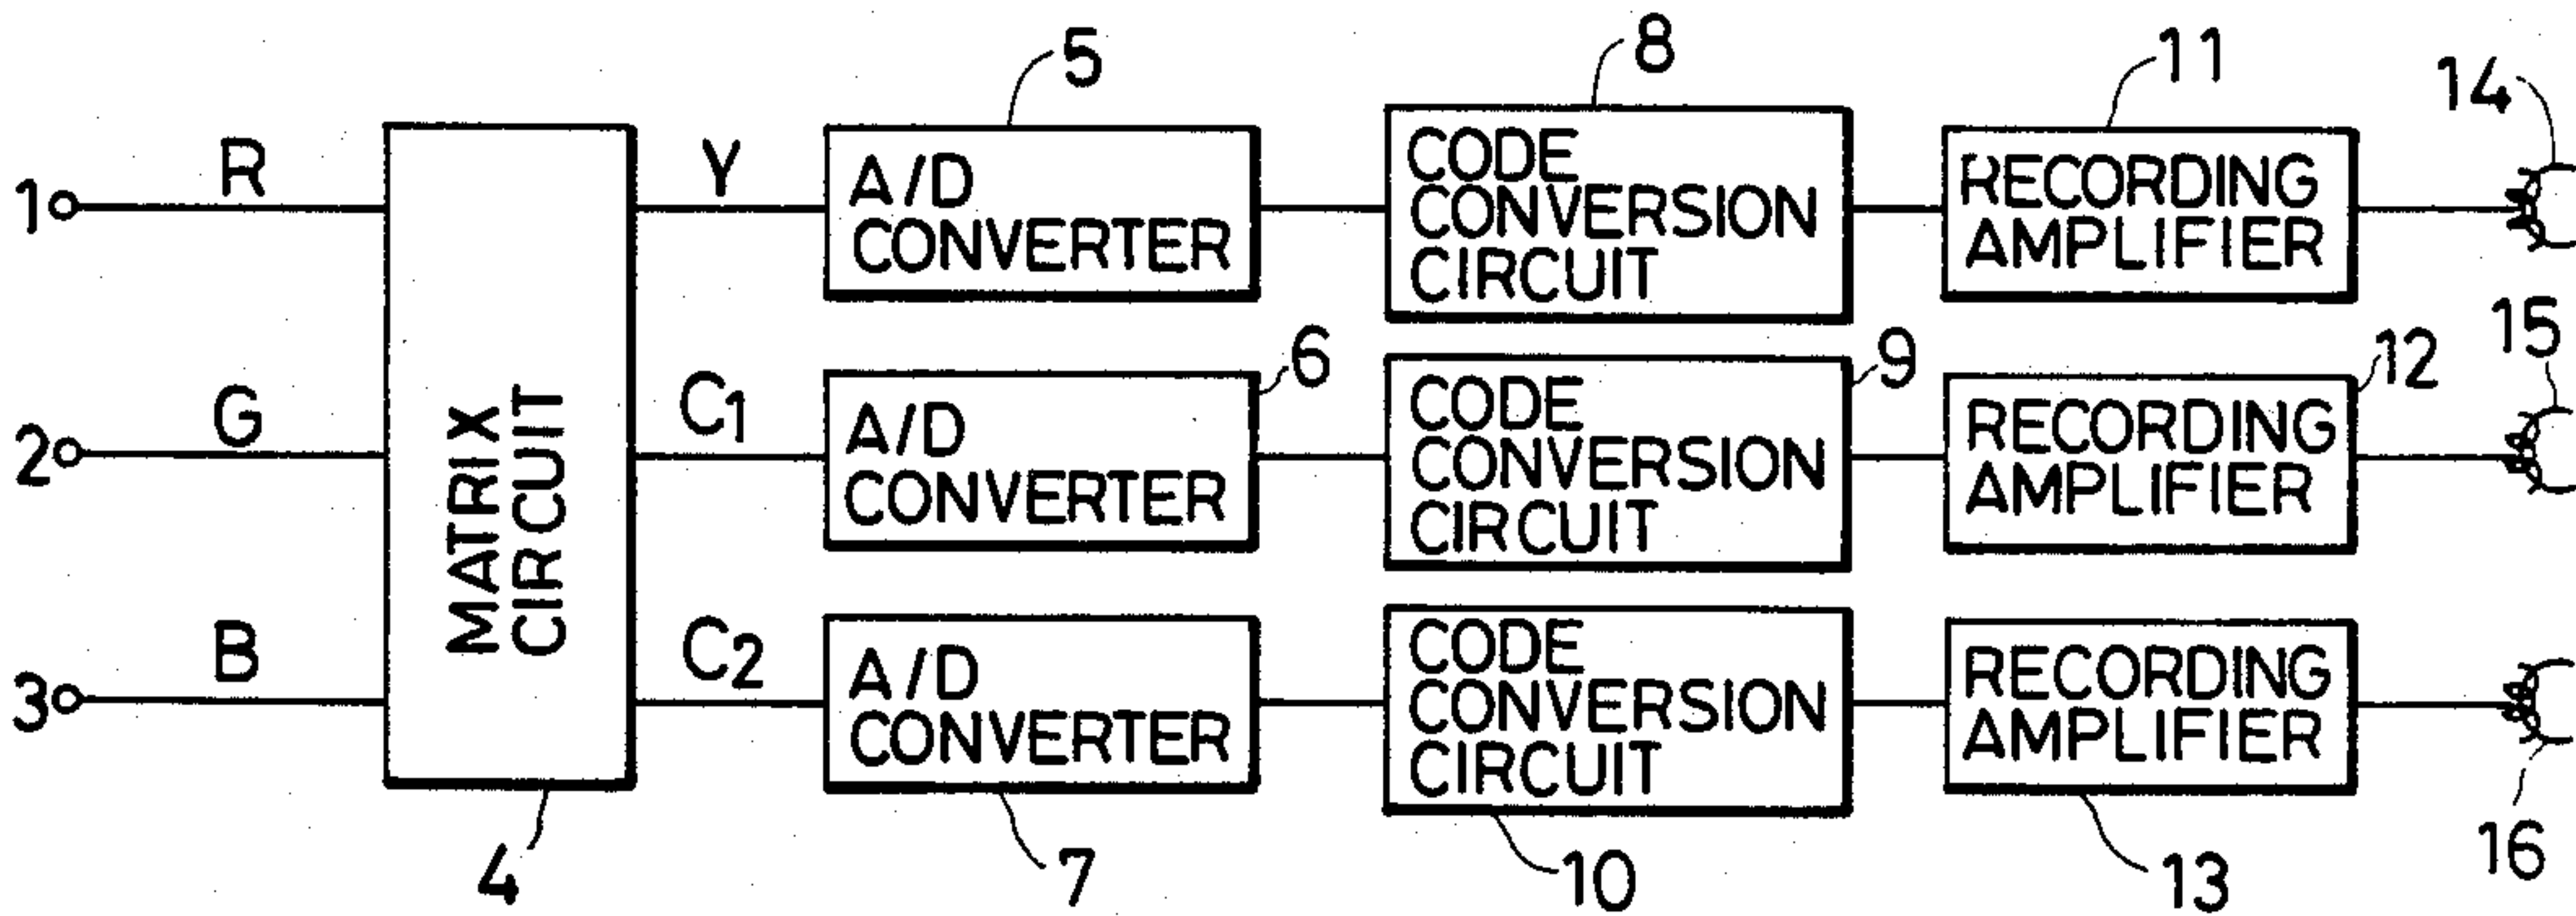 5
8
11
14
1
R
Y
A/D
CONVERTER
CODE
CONVERSION
CIRCUIT
RECORDING
AMPLIFIER
2
G
MATRIX
CIRCUIT
C1
6
A/D
CONVERTER
9
CODE
CONVERSION
CIRCUIT
12
RECORDING
AMPLIFIER
15
3
B
C2
A/D
CONVERTER
CODE
CONVERSION
CIRCUIT
RECORDING
AMPLIFIER
4
7
10
13
16